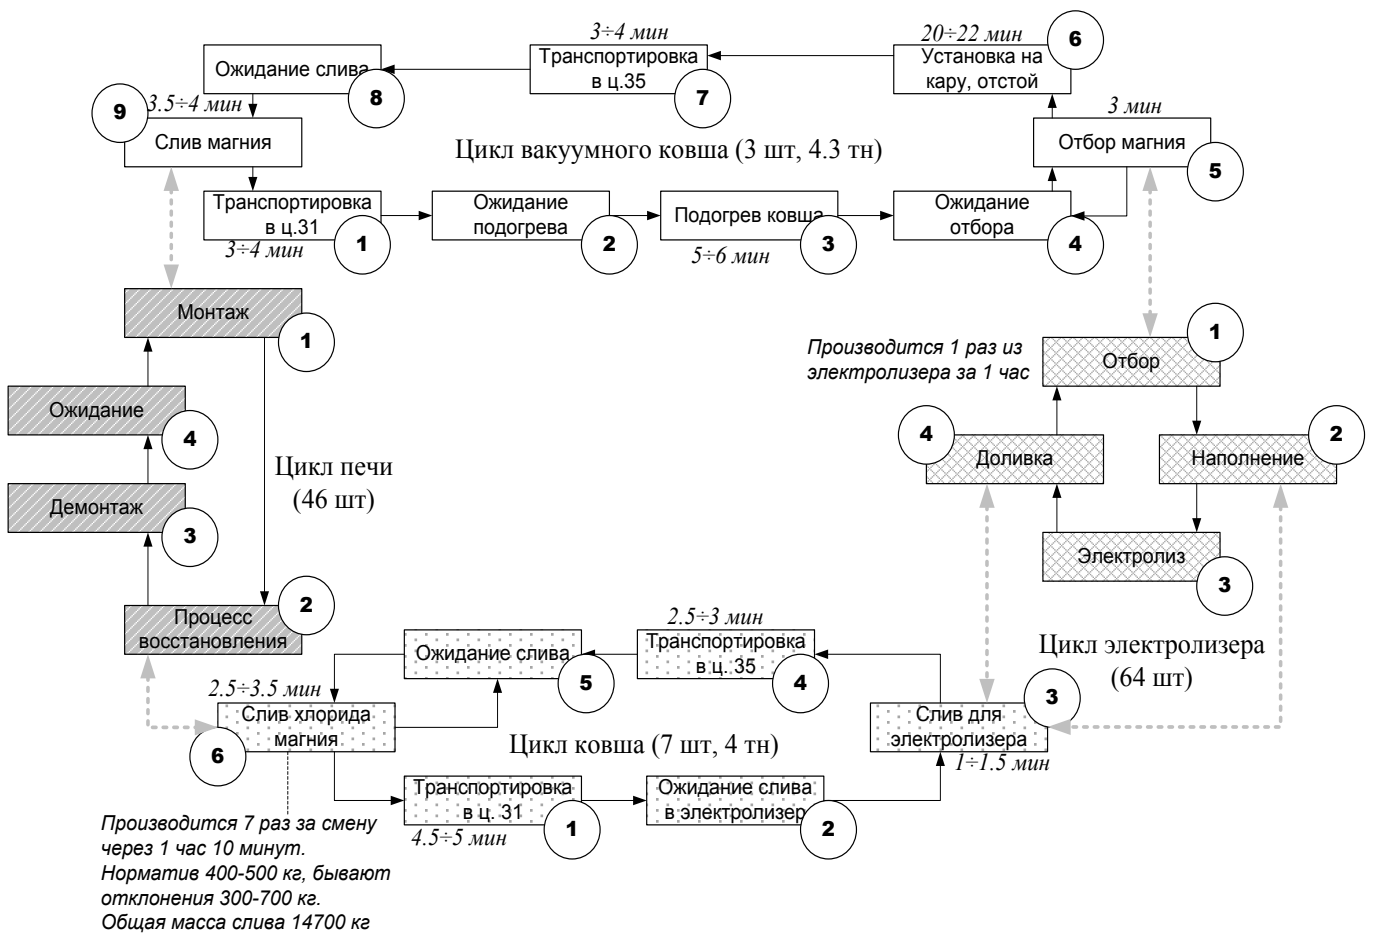 3÷4 мин
20÷22 мин
6
Ожидание слива
8
Транспортировка
в ц.35
7
Установка на
кару, отстой
9
3.5÷4 мин
Слив магния
3 мин
Отбор магния
5
Цикл вакуумного ковша (3 шт, 4.3 тн)
Транспортировка
в ц.31
1
3÷4 мин
Ожидание
подогрева
2
Подогрев ковша
3
5÷6 мин
Ожидание
отбора
4
Монтаж
1
Производится 1 раз из
электролизера за 1 час
1
Отбор
Ожидание
4
4
Доливка
2
Наполнение
Цикл печи
(46 шт)
Демонтаж
3
Электролиз
3
Процесс
восстановления
2
Цикл электролизера
(64 шт)
2.5÷3 мин
Ожидание слива
5
Транспортировка
в ц. 35
4
2.5÷3.5 мин
Слив хлорида
магния
6
3
Слив для
электролизера
1÷1.5 мин
Цикл ковша (7 шт, 4 тн)
Транспортировка
в ц. 31
1
4.5÷5 мин
Ожидание слива
в электролизер
2
Производится 7 раз за смену
через 1 час 10 минут.
Норматив 400-500 кг, бывают
отклонения 300-700 кг.
Общая масса слива 14700 кг